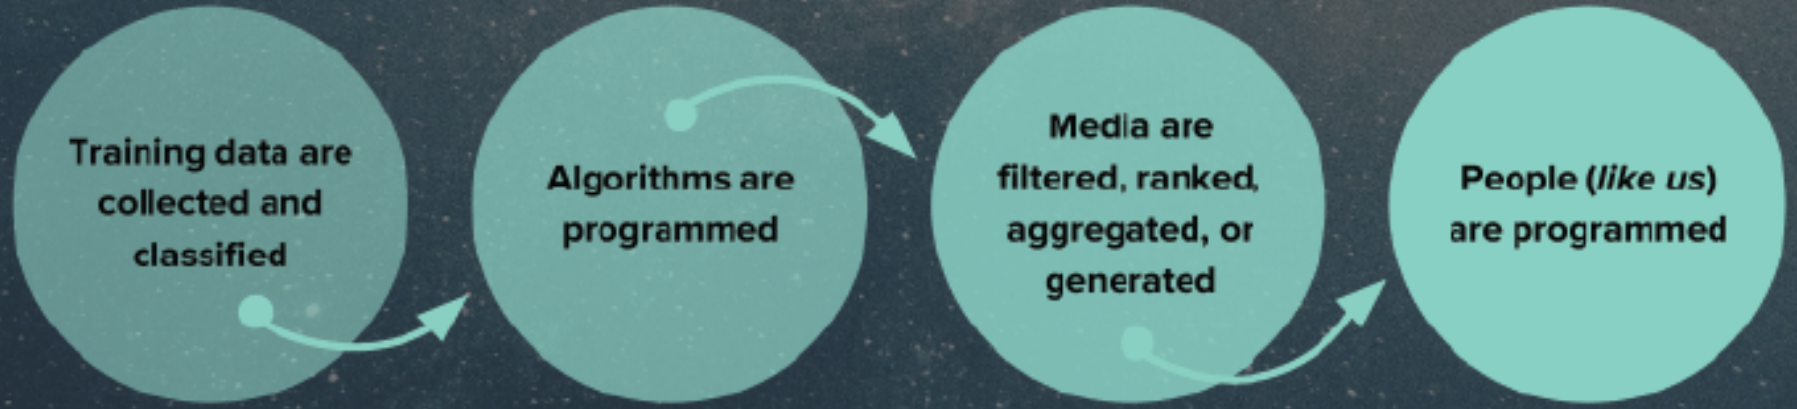 Training data are
collected and
classified
Algorithms are
programmed
Media are
filtered, ranked,
aggregated, or
generated
People (like us)
are programmed